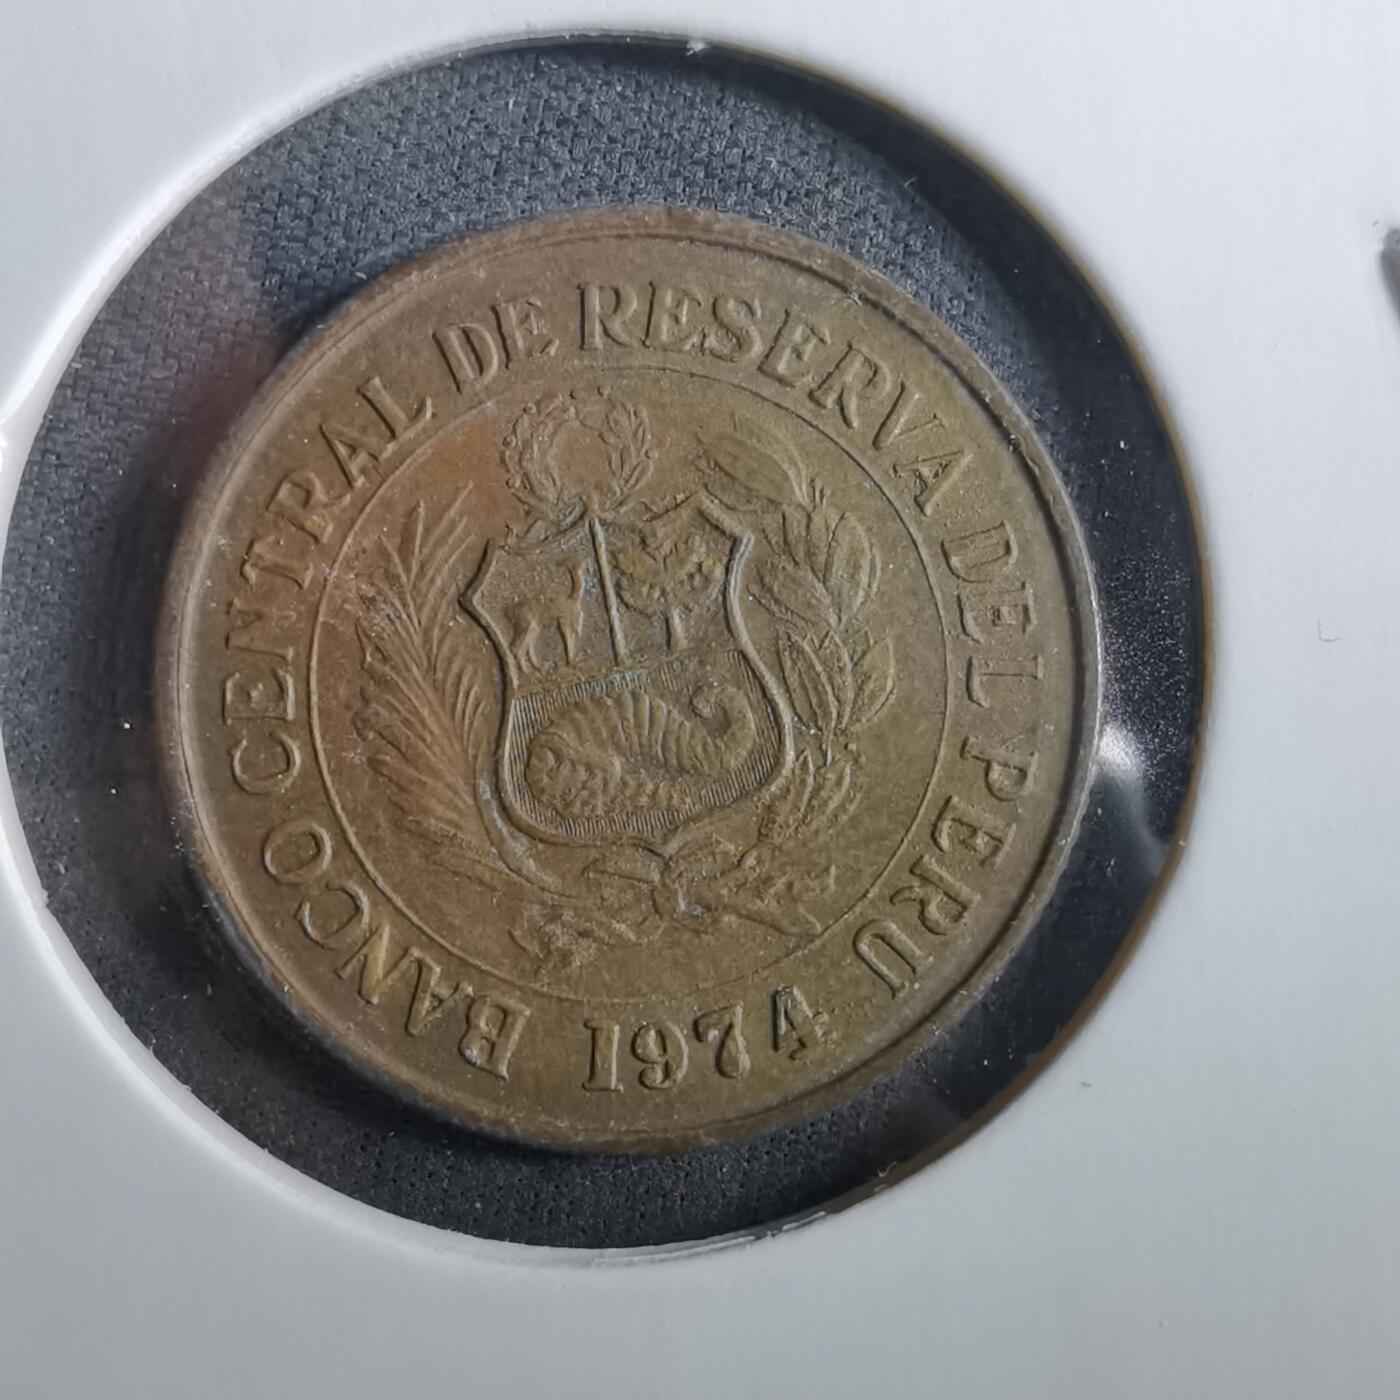 BANCO CENTRAL DE RESERVA DEL PERU
1974